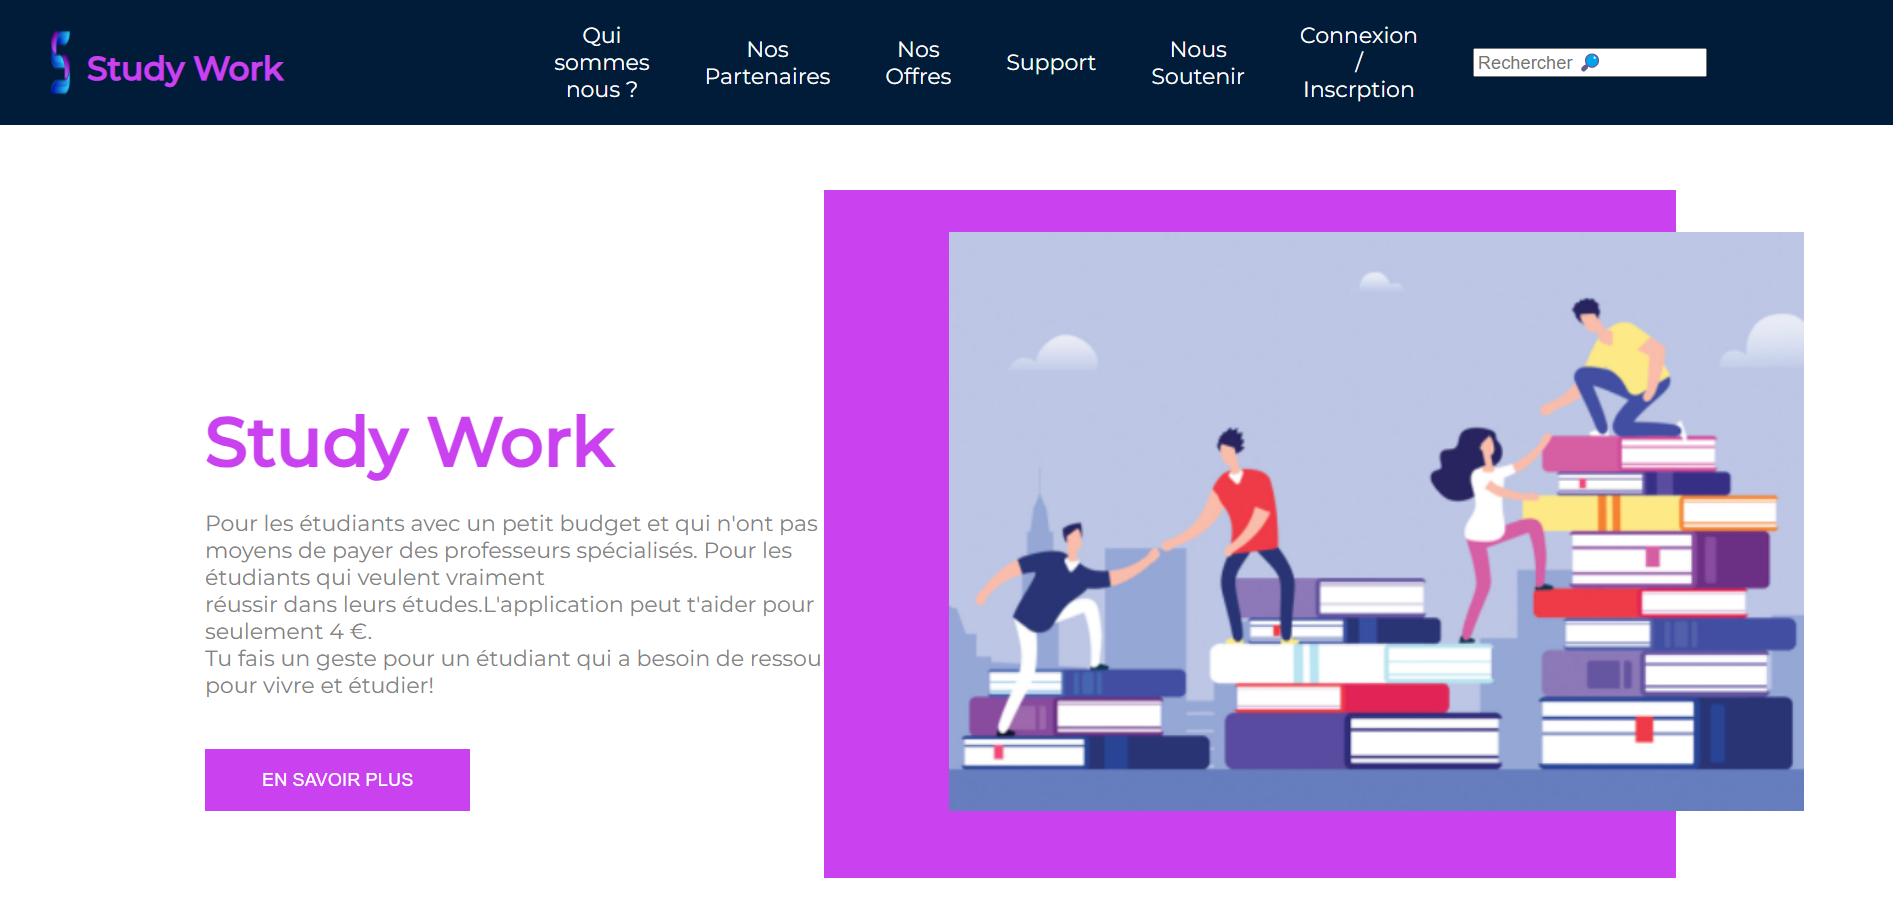 Study Work
Qui
sommes
nous ?
Nos
Partenaires
Nos
Offres
Support
Nous
Soutenir
Connexion
/
Inscrption
Rechercher
Study Work
Pour les étudiants avec un petit budget et qui n'ont pas
moyens de payer des professeurs spécialisés. Pour les
étudiants qui veulent vraiment
réussir dans leurs études.L'application peut t'aider pour
seulement 4 €.
Tu fais un geste pour un étudiant qui a besoin de ressou
pour vivre et étudier!
EN SAVOIR PLUS